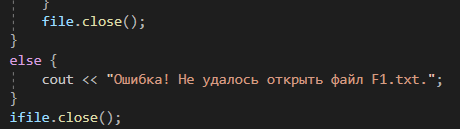 }
file.close();
}
else {
cout << "Ошибка! Не удалось открыть файл F1.txt.";
}
ifile.close();